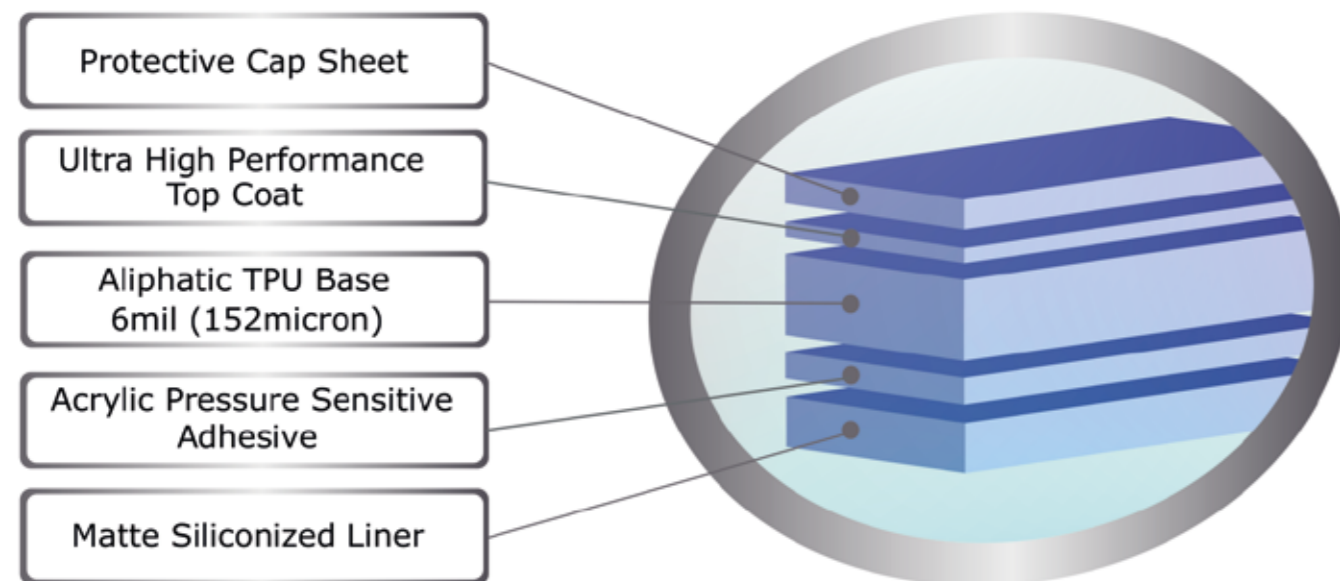 Protective Cap Sheet
Ultra High Performance
Top Coat
Aliphatic TPU Base
6mil (152micron)
Acrylic Pressure Sensitive
Adhesive
Matte Siliconized Liner